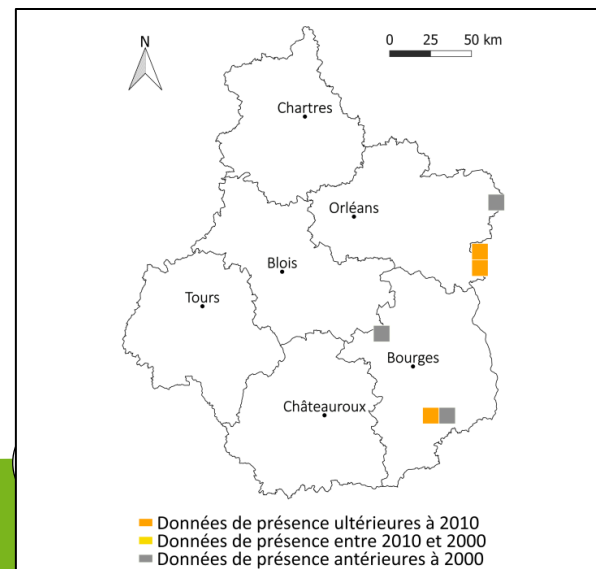 N
0 25 50 km
Chartres
Orléans
Blois
Tours
Bourges
Châteauroux
Données de présence ultérieures à 2010
Données de présence entre 2010 et 2000
Données de présence antérieures à 2000